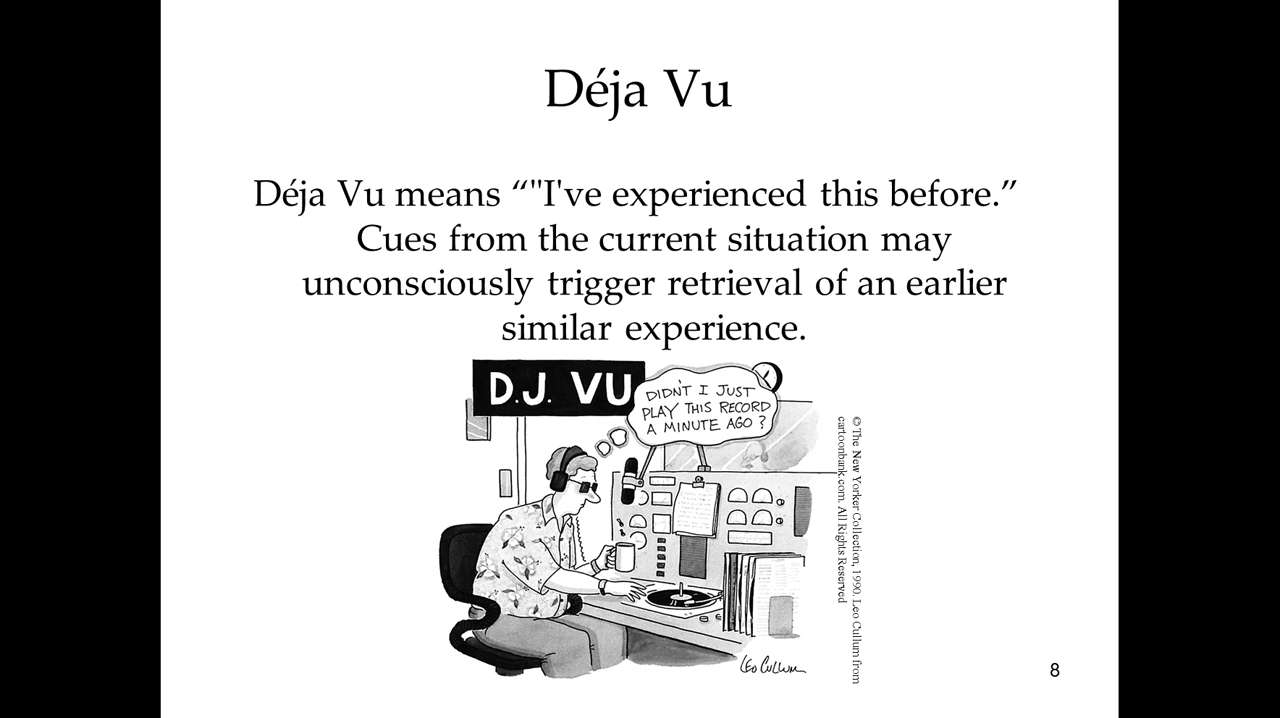 Déja Vu
Déja Vu means “"I've experienced this before.”
Cues from the current situation may
unconsciously trigger retrieval of an earlier
similar experience.
D.J. VU
DIDN'T I JUST
PLAY THIS RECORD
A MINUTE AGO?
© The New Yorker Collection, 1990. Leo Cullum from
cartoonbank.com. All Rights Reserved
LEO CULLUM
8